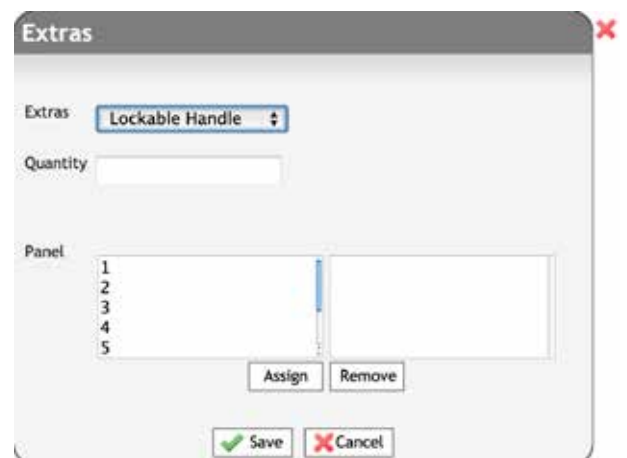 Extras
Extras Lockable Handle
Quantity
Panel
1
2
3
4
5
Assign Remove
Save Cancel